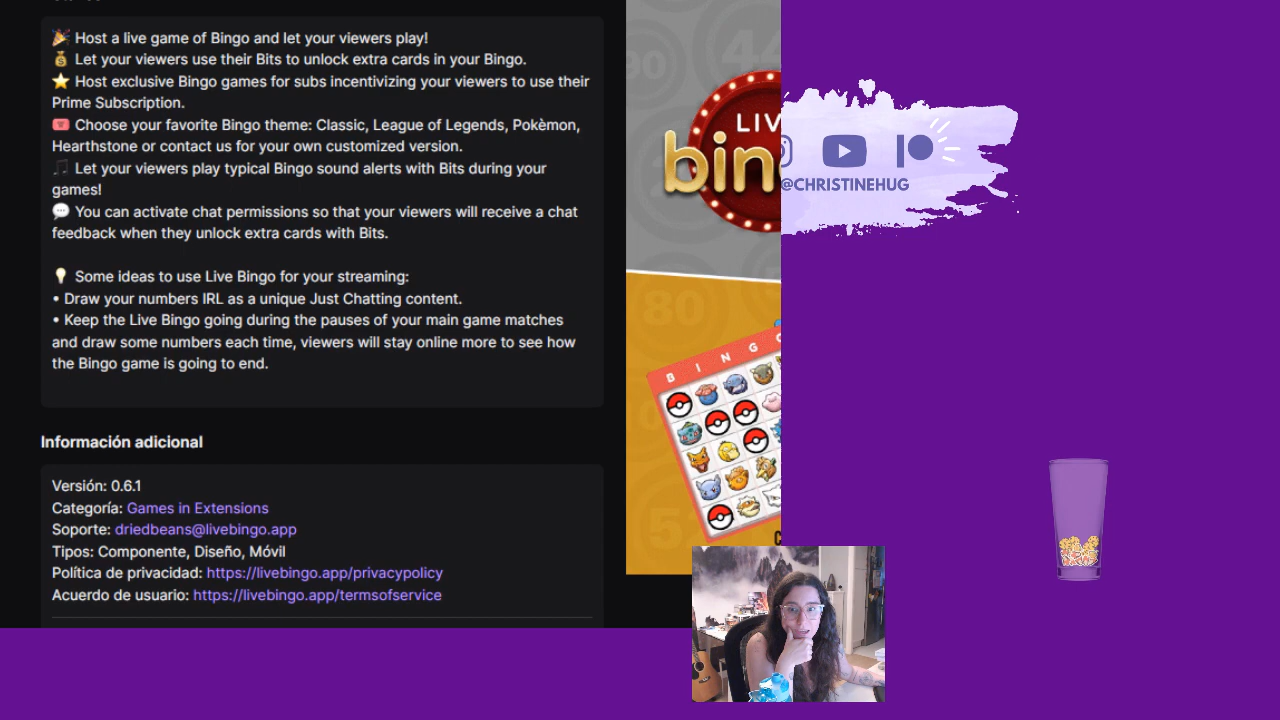 🎉 Host a live game of Bingo and let your viewers play!
💰 Let your viewers use their Bits to unlock extra cards in your Bingo.
⭐ Host exclusive Bingo games for subs incentivizing your viewers to use their
Prime Subscription.
🎟️ Choose your favorite Bingo theme: Classic, League of Legends, Pokèmon,
Hearthstone or contact us for your own customized version.
🎵 Let your viewers play typical Bingo sound alerts with Bits during your
games!
💬 You can activate chat permissions so that your viewers will receive a chat
feedback when they unlock extra cards with Bits.
💡 Some ideas to use Live Bingo for your streaming:
• Draw your numbers IRL as a unique Just Chatting content.
• Keep the Live Bingo going during the pauses of your main game matches
and draw some numbers each time, viewers will stay online more to see how
the Bingo game is going to end.
Información adicional
Versión: 0.6.1
Categoría: Games in Extensions
Soporte: driedbeans@livebingo.app
Tipos: Componente, Diseño, Móvil
Política de privacidad: https://livebingo.app/privacypolicy
Acuerdo de usuario: https://livebingo.app/termsofservice
90
44
LIV
bin
80
B I N G
@CHRISTINEHUG